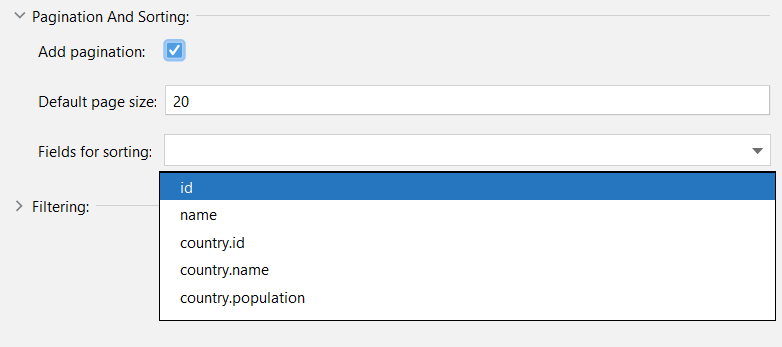 Pagination And Sorting:
Add pagination:
Default page size: 20
Fields for sorting:
id
Filtering:
name
country.id
country.name
country.population